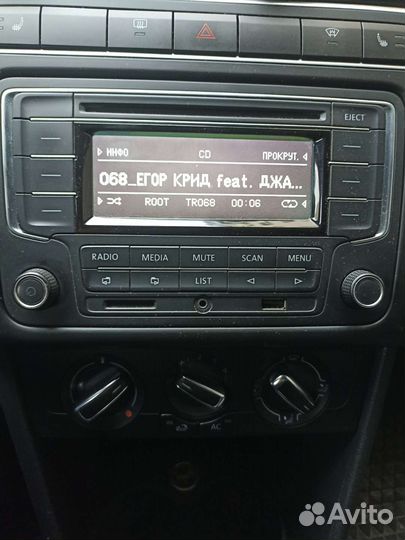 EJECT
ИНФО CD ПРОКРУТ.
068_ЕГОР КРИД feat. ДЖА...
ROOT TR068 00:06
RADIO MEDIA MUTE SCAN MENU
LIST
AC
Avito